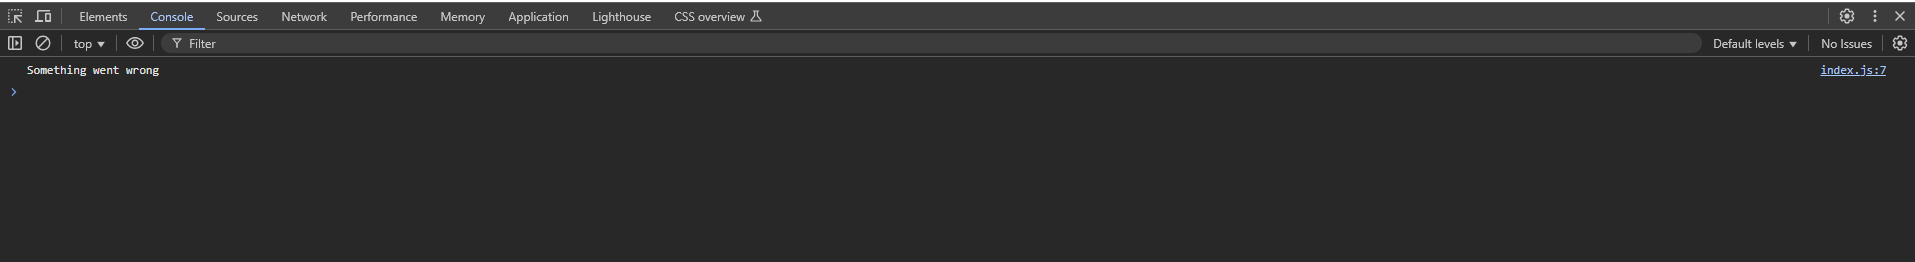 Elements Console Sources Network Performance Memory Application Lighthouse CSS overview
top Filter Default levels No Issues
Something went wrong index.js:7